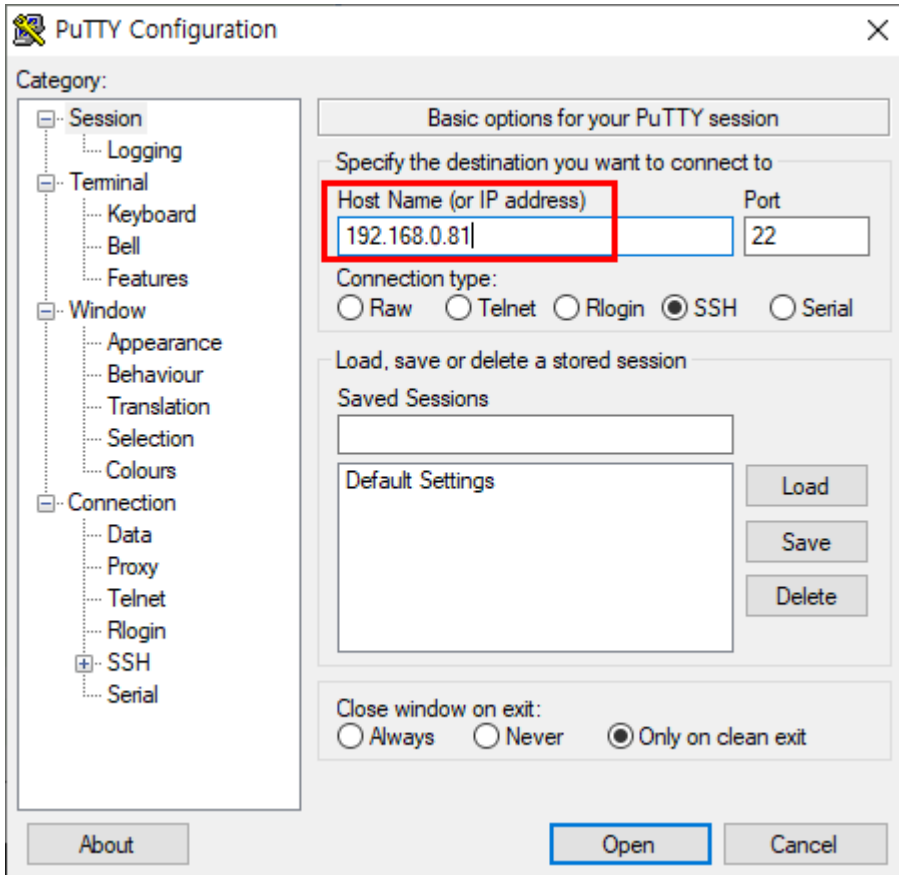 PuTTY Configuration
Category:
Session
Logging
Terminal
Keyboard
Bell
Features
Window
Appearance
Behaviour
Translation
Selection
Colours
Connection
Data
Proxy
Telnet
Rlogin
SSH
Serial
Basic options for your PuTTY session
Specify the destination you want to connect to
Host Name (or IP address) Port
192.168.0.81 22
Connection type:
Raw Telnet Rlogin SSH Serial
Load, save or delete a stored session
Saved Sessions
Default Settings
Load
Save
Delete
Close window on exit:
Always Never Only on clean exit
About Open Cancel